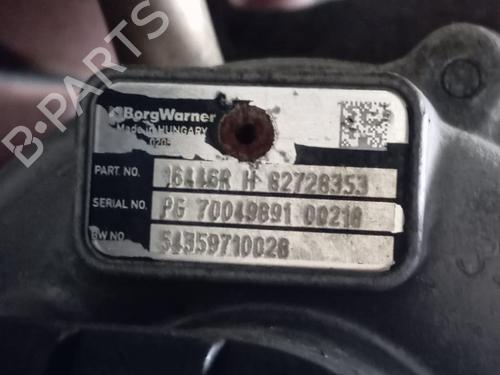 BorgWarner
Made in HUNGARY
PART NO. 16446R H 82728353
SERIAL NO. PG 70049891 00218
BW NO. 54359710028
B-PARTS